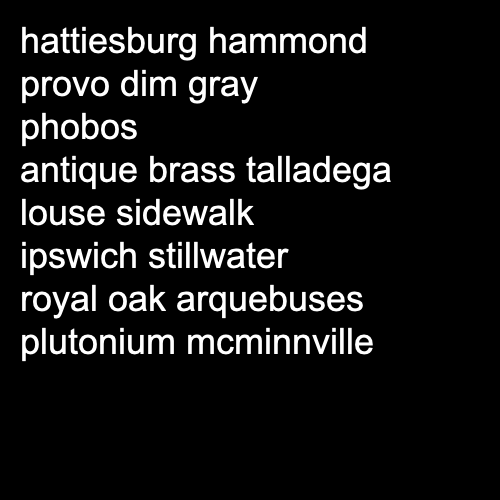 hattiesburg hammond
provo dim gray
phobos
antique brass talladega
louse sidewalk
ipswich stillwater
royal oak arquebuses
plutonium mcminnville